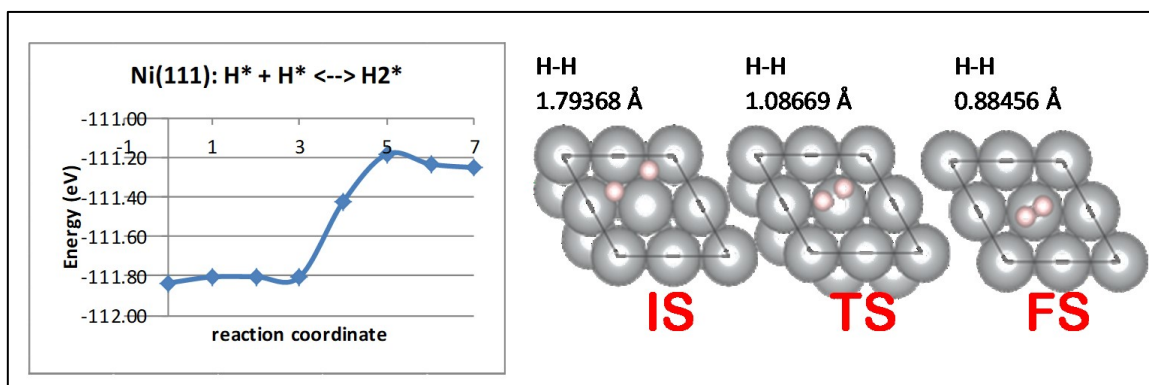 Ni(111): H* + H* <--> H2*
-111.00
-1 1 3 5 7
-111.20
-111.40
-111.60
-111.80
-112.00
Energy (eV)
reaction coordinate
H-H
1.79368 Å
IS
H-H
1.08669 Å
TS
H-H
0.88456 Å
FS